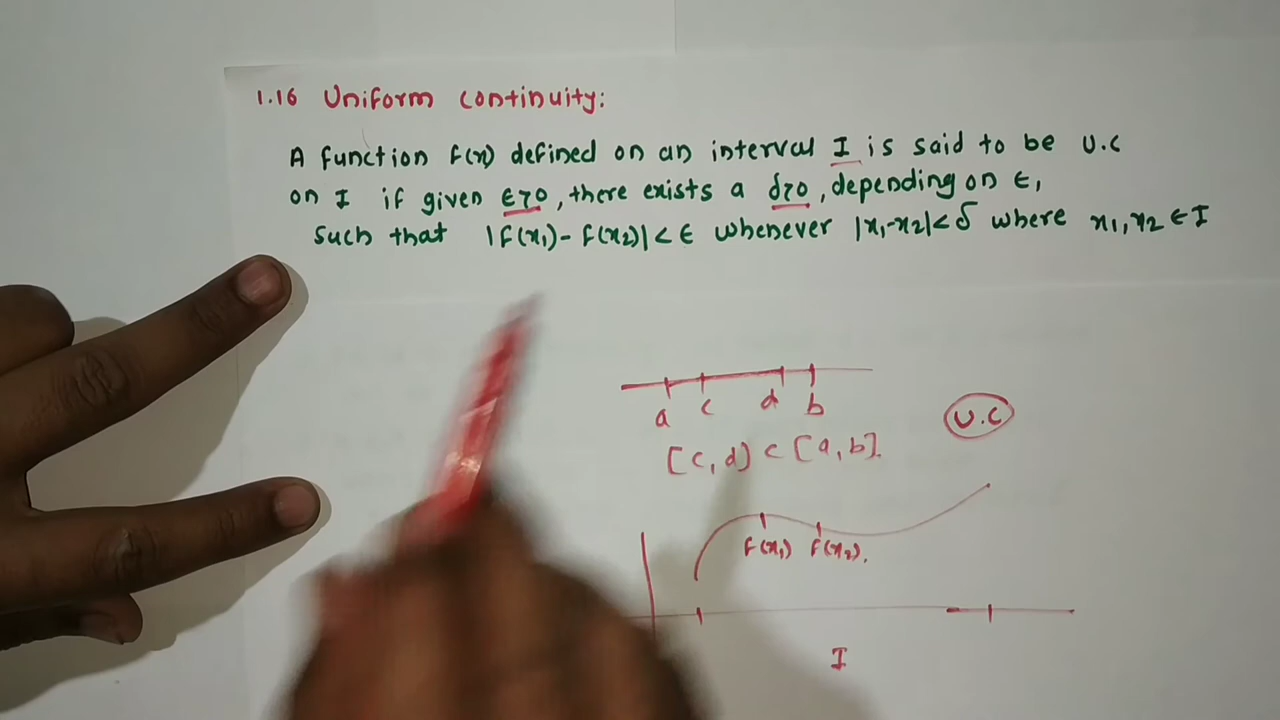 1.16 Uniform continuity:
A function f(x) defined on an interval I is said to be U.C
on I if given ϵ>0, there exists a δ>0, depending on ϵ,
Such that |f(x₁)-f(x₂)|<ϵ whenever |x₁-x₂|<δ where x₁,x₂∈I
a c d b
U.C
[c,d]⊂[a,b].
f(x₁) f(x₂).
I